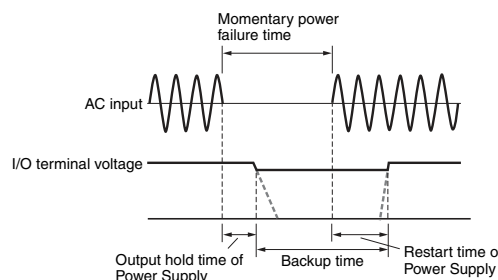 Momentary power
failure time
AC input
I/O terminal voltage
Output hold time of
Power Supply
Backup time
Restart time o
Power Supply